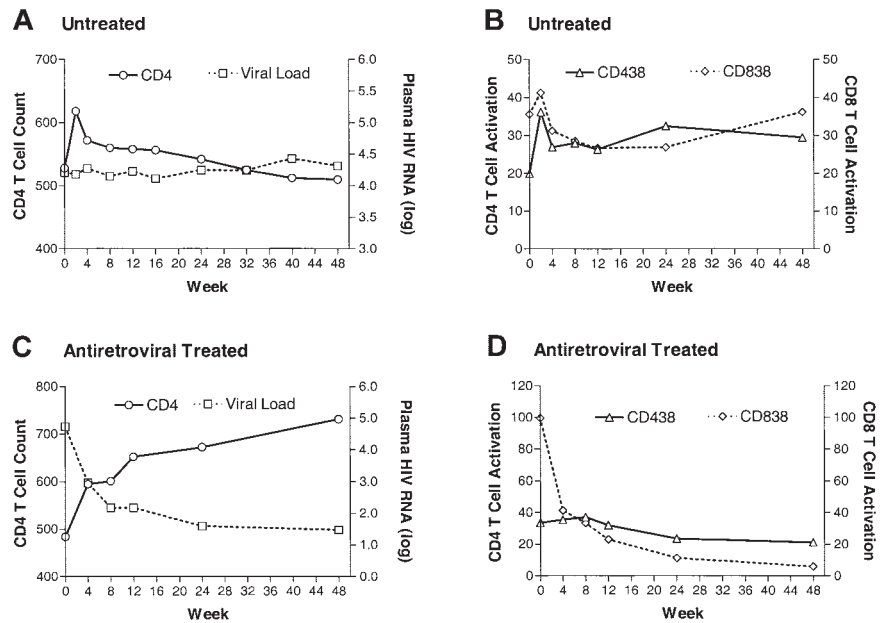 A Untreated
CD4 Viral Load
CD4 T Cell Count
700
600
500
400
6.0
5.5
5.0
4.5
4.0
3.5
3.0
Plasma HIV RNA (log)
0 4 8 12 16 20 24 28 32 36 40 44 48
Week
B Untreated
CD438 CD838
CD4 T Cell Activation
50
40
30
20
10
0
50
40
30
20
10
0
CD8 T Cell Activation
0 4 8 12 16 20 24 28 32 36 40 44 48
Week
C Antiretroviral Treated
CD4 Viral Load
CD4 T Cell Count
800
700
600
500
400
6.0
5.0
4.0
3.0
2.0
1.0
0.0
Plasma HIV RNA (log)
0 4 8 12 16 20 24 28 32 36 40 44 48
Week
D Antiretroviral Treated
CD438 CD838
CD4 T Cell Activation
120
100
80
60
40
20
0
120
100
80
60
40
20
0
CD8 T Cell Activation
0 4 8 12 16 20 24 28 32 36 40 44 48
Week